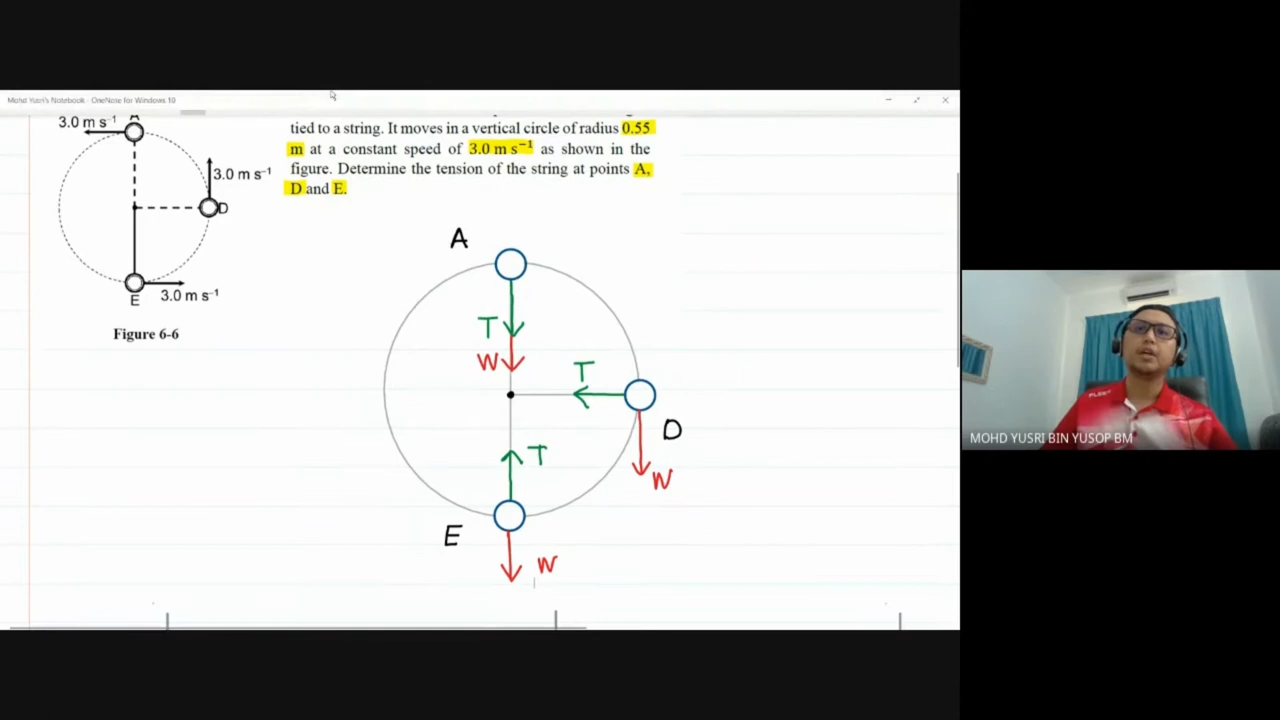 Mohd Yusri's Notebook - OneNote for Windows 10
3.0 m s⁻¹
A
tied to a string. It moves in a vertical circle of radius 0.55
m at a constant speed of 3.0 m s⁻¹ as shown in the
figure. Determine the tension of the string at points A,
D and E.
3.0 m s⁻¹
D
E
3.0 m s⁻¹
Figure 6-6
A
T
W
T
D
W
T
E
W
MOHD YUSRI BIN YUSOP BM